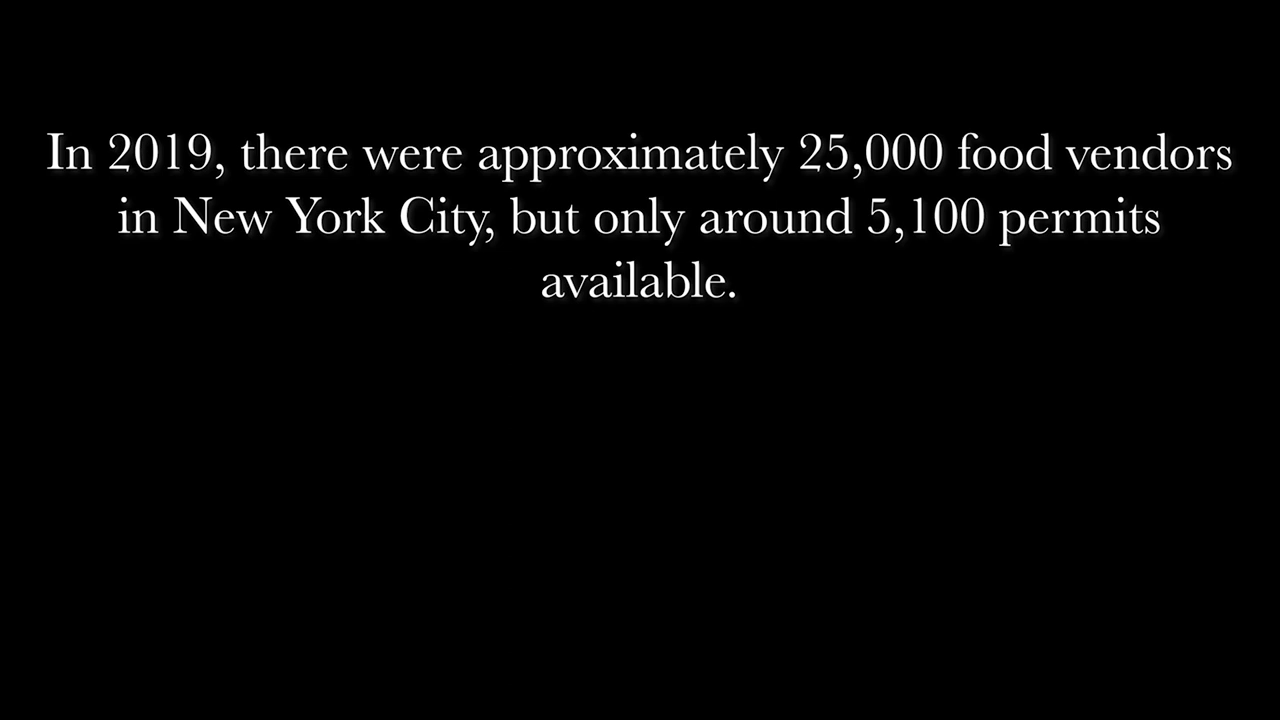 In 2019, there were approximately 25,000 food vendors
in New York City, but only around 5,100 permits
available.